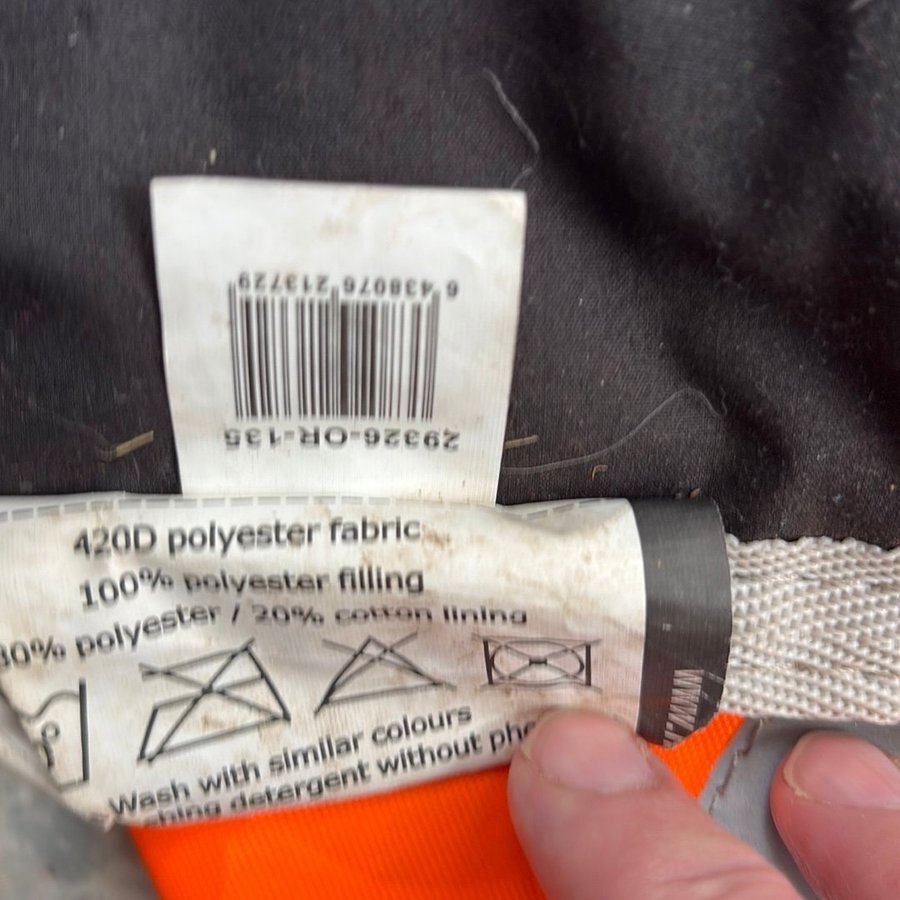 6 438076 213729
29326-OR-135
420D polyester fabric
100% polyester filling
80% polyester / 20% cotton lining
Wash with similar colours
detergent without